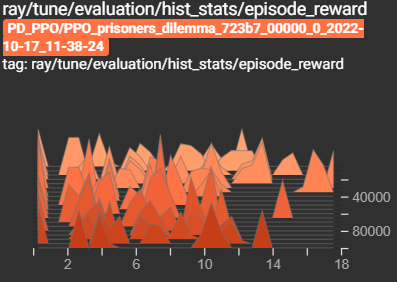 ray/tune/evaluation/hist_stats/episode_reward
PD_PPO/PPO_prisoners_dilemma_723b7_00000_0_2022-
10-17_11-38-24
tag: ray/tune/evaluation/hist_stats/episode_reward
40000
80000
2 6 10 14 18